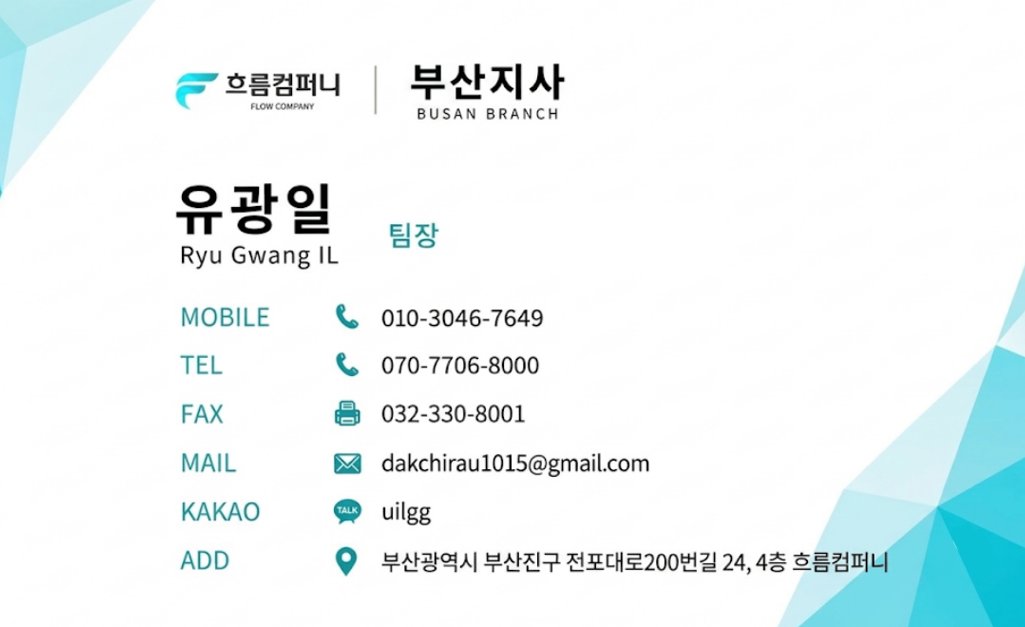 흐름컴퍼니
FLOW COMPANY
부산지사
BUSAN BRANCH
유광일
Ryu Gwang IL
팀장
MOBILE 010-3046-7649
TEL 070-7706-8000
FAX 032-330-8001
MAIL dakchirau1015@gmail.com
KAKAO TALK uilgg
ADD 부산광역시 부산진구 전포대로200번길 24, 4층 흐름컴퍼니